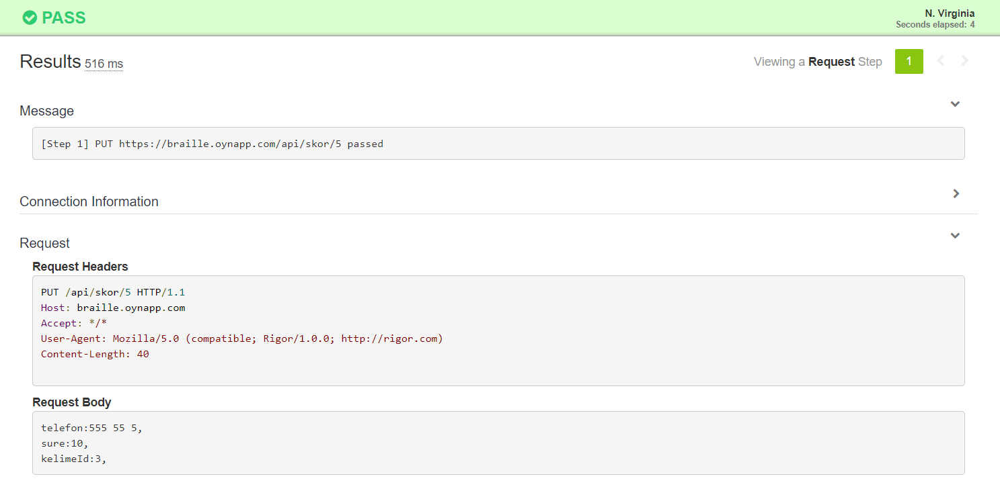 PASS
N. Virginia
Seconds elapsed: 4
Results 516 ms
Viewing a Request Step 1
Message
[Step 1] PUT https://braille.oynapp.com/api/skor/5 passed
Connection Information
Request
Request Headers
PUT /api/skor/5 HTTP/1.1
Host: braille.oynapp.com
Accept: */*
User-Agent: Mozilla/5.0 (compatible; Rigor/1.0.0; http://rigor.com)
Content-Length: 40
Request Body
telefon:555 55 5,
sure:10,
kelimeId:3,